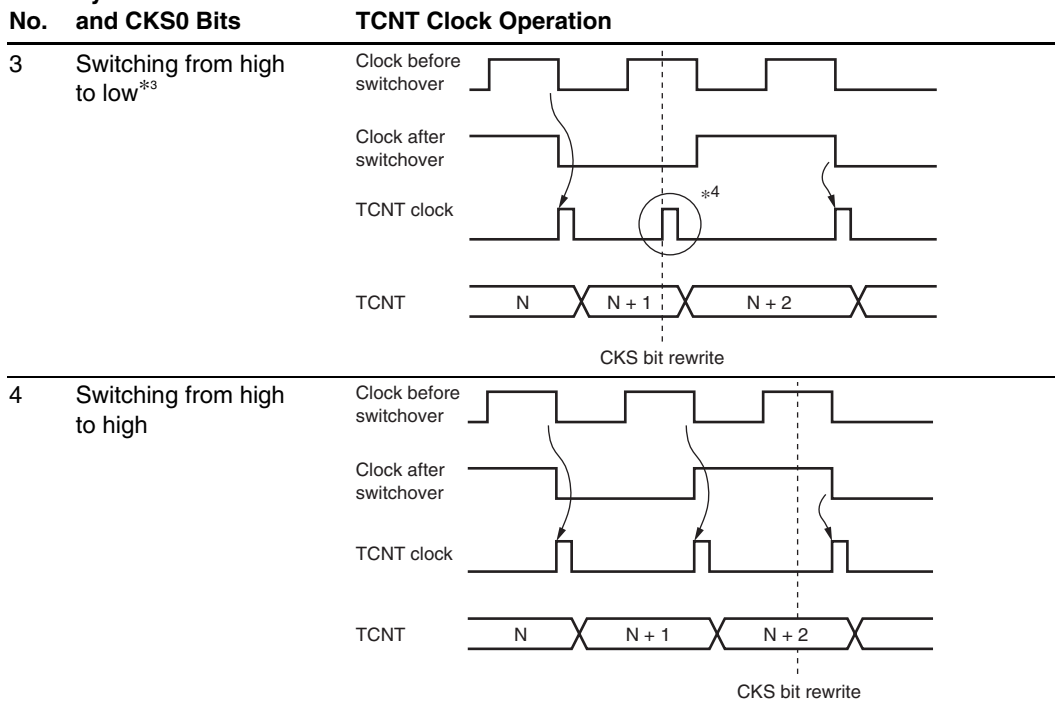 No. and CKS0 Bits TCNT Clock Operation
3 Switching from high to low*3
Clock before switchover
Clock after switchover
TCNT clock
*4
TCNT N N + 1 N + 2
CKS bit rewrite
4 Switching from high to high
Clock before switchover
Clock after switchover
TCNT clock
TCNT N N + 1 N + 2
CKS bit rewrite